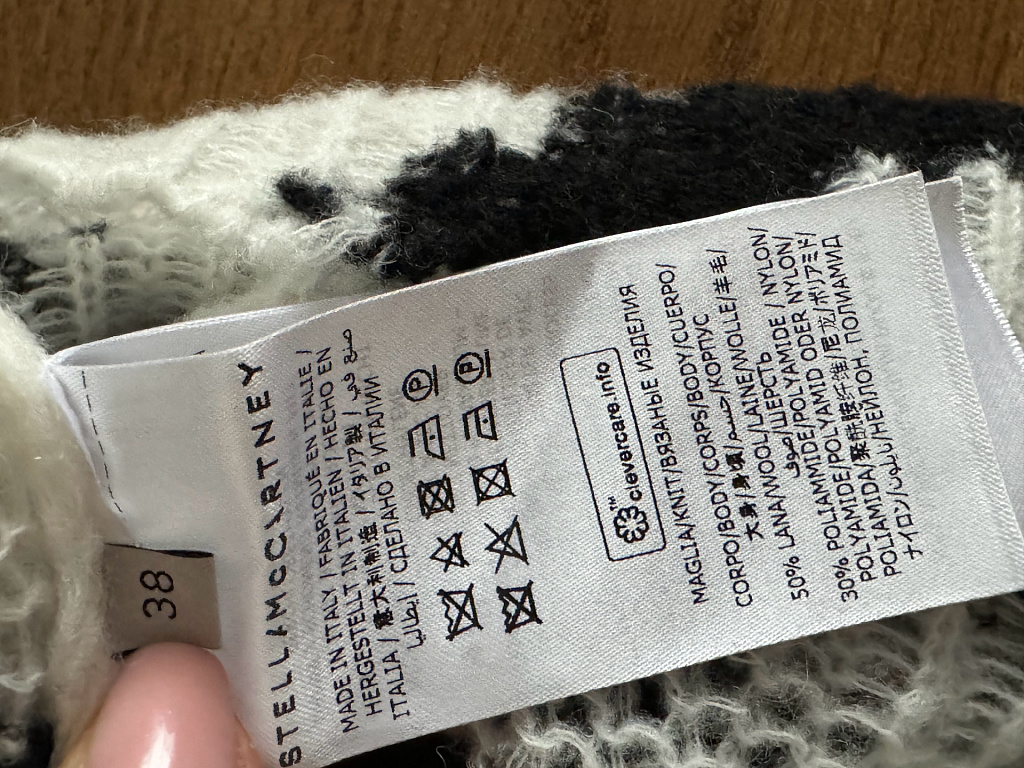 38
STELLAMcCARTNEY
MADE IN ITALY / FABRIQUÉ EN ITALIE /
HERGESTELLT IN ITALIEN / HECHO EN
ITALIA / 意大利制造 / イタリア製 / صنع في
ايطاليا / СДЕЛАНО В ИТАЛИИ
P P
clevercare.info
MAGLIA/KNIT/ВЯЗАНЫЕ ИЗДЕЛИЯ
CORPO/BODY/CORPS/BODY/CUERPO/
大身/身頃/جسم/КОРПУС
50% LANA/WOOL/LAINE/WOLLE/羊毛/
صوف/ШЕРСТЬ
30% POLIAMMIDE/POLYAMIDE / NYLON/
POLYAMIDE/POLYAMID ODER NYLON/
POLIAMIDA/聚酰胺纤维/尼龙/ポリアミド/
ナイロン/نايلون/НЕЙЛОН, ПОЛИАМИД